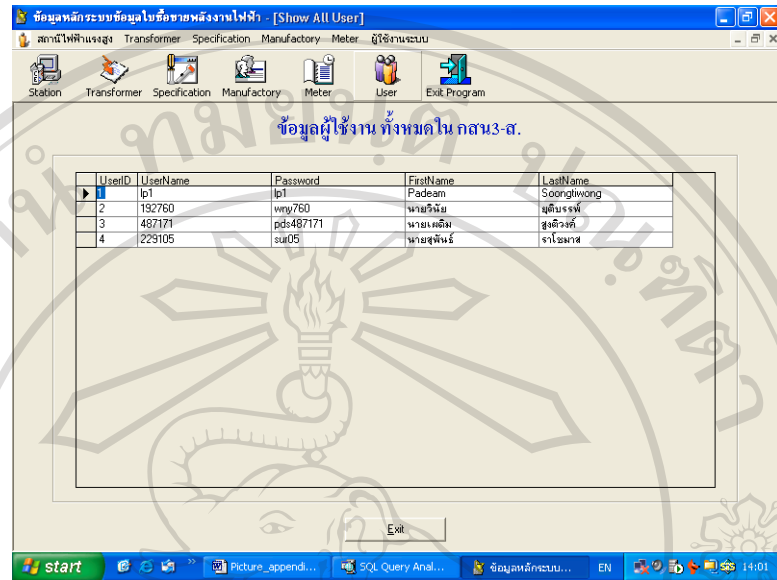 ข้อมูลหลักระบบข้อมูลใบซื้อขายพลังงานไฟฟ้า - [Show All User]
สถานีไฟฟ้าแรงสูง Transformer Specification Manufactory Meter ผู้ใช้งานระบบ
Station Transformer Specification Manufactory Meter User Exit Program
ข้อมูลผู้ใช้งาน ทั้งหมดใน กสน3-ส.
UserID UserName Password FirstName LastName
1 lp1 lp1 Padearn Soongtiwong
2 192760 wny760 นายวินัย ยุติบรรพ์
3 487171 pds487171 นายเผดิม สูงติวงค์
4 229105 sur05 นายสุพันธ์ ราโชมาส
Exit
start Picture_appendi... SQL Query Anal... ข้อมูลหลักระบบ... EN 14:01